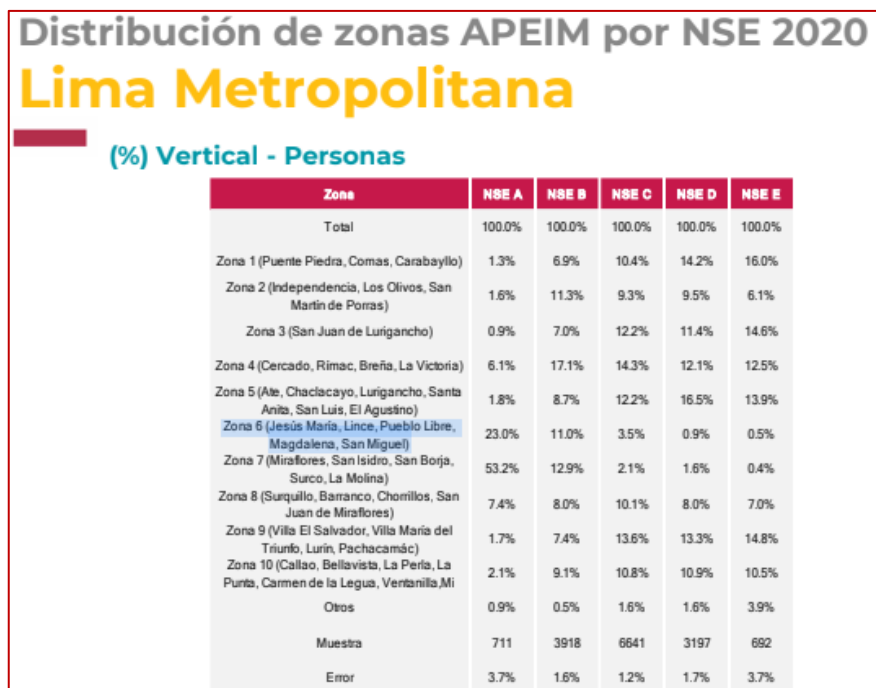 Distribución de zonas APEIM por NSE 2020
Lima Metropolitana
(%) Vertical - Personas
Zona NSE A NSE B NSE C NSE D NSE E
Total 100.0% 100.0% 100.0% 100.0% 100.0%
Zona 1 (Puente Piedra, Comas, Carabayllo) 1.3% 6.9% 10.4% 14.2% 16.0%
Zona 2 (Independencia, Los Olivos, San
Martín de Porras) 1.6% 11.3% 9.3% 9.5% 6.1%
Zona 3 (San Juan de Lurigancho) 0.9% 7.0% 12.2% 11.4% 14.6%
Zona 4 (Cercado, Rímac, Breña, La Victoria) 6.1% 17.1% 14.3% 12.1% 12.5%
Zona 5 (Ate, Chaclacayo, Lurigancho, Santa
Anita, San Luis, El Agustino) 1.8% 8.7% 12.2% 16.5% 13.9%
Zona 6 (Jesús María, Lince, Pueblo Libre,
Magdalena, San Miguel) 23.0% 11.0% 3.5% 0.9% 0.5%
Zona 7 (Miraflores, San Isidro, San Borja,
Surco, La Molina) 53.2% 12.9% 2.1% 1.6% 0.4%
Zona 8 (Surquillo, Barranco, Chorrillos, San
Juan de Miraflores) 7.4% 8.0% 10.1% 8.0% 7.0%
Zona 9 (Villa El Salvador, Villa María del
Triunfo, Lurín, Pachacamác) 1.7% 7.4% 13.6% 13.3% 14.8%
Zona 10 (Callao, Bellavista, La Perla, La
Punta, Carmen de la Legua, Ventanilla,Mi 2.1% 9.1% 10.8% 10.9% 10.5%
Otros 0.9% 0.5% 1.6% 1.6% 3.9%
Muestra 711 3918 6641 3197 692
Error 3.7% 1.6% 1.2% 1.7% 3.7%